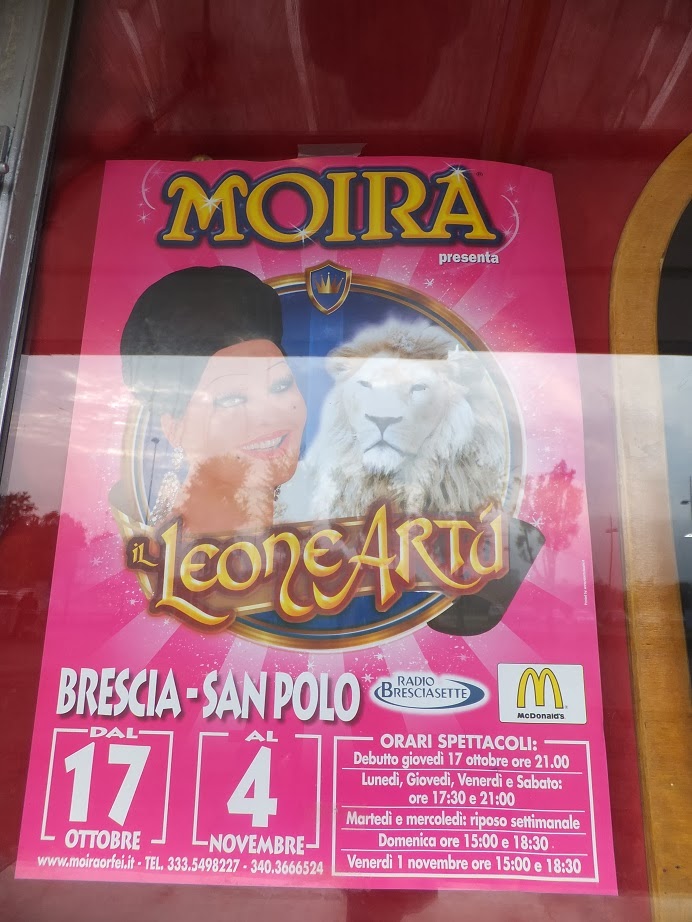 MOIRA
presenta
il LeoneArtù
BRESCIA - SAN POLO
RADIO
BRESCIASETTE
M
McDonald's
DAL
17
OTTOBRE
AL
4
NOVEMBRE
ORARI SPETTACOLI:
Debutto giovedì 17 ottobre ore 21.00
Lunedì, Giovedì, Venerdì e Sabato:
ore 17:30 e 21:00
Martedì e mercoledì: riposo settimanale
Domenica ore 15:00 e 18:30
Venerdì 1 novembre ore 15:00 e 18:30
www.moiraorfei.it - TEL. 333.5498227 - 340.3666524